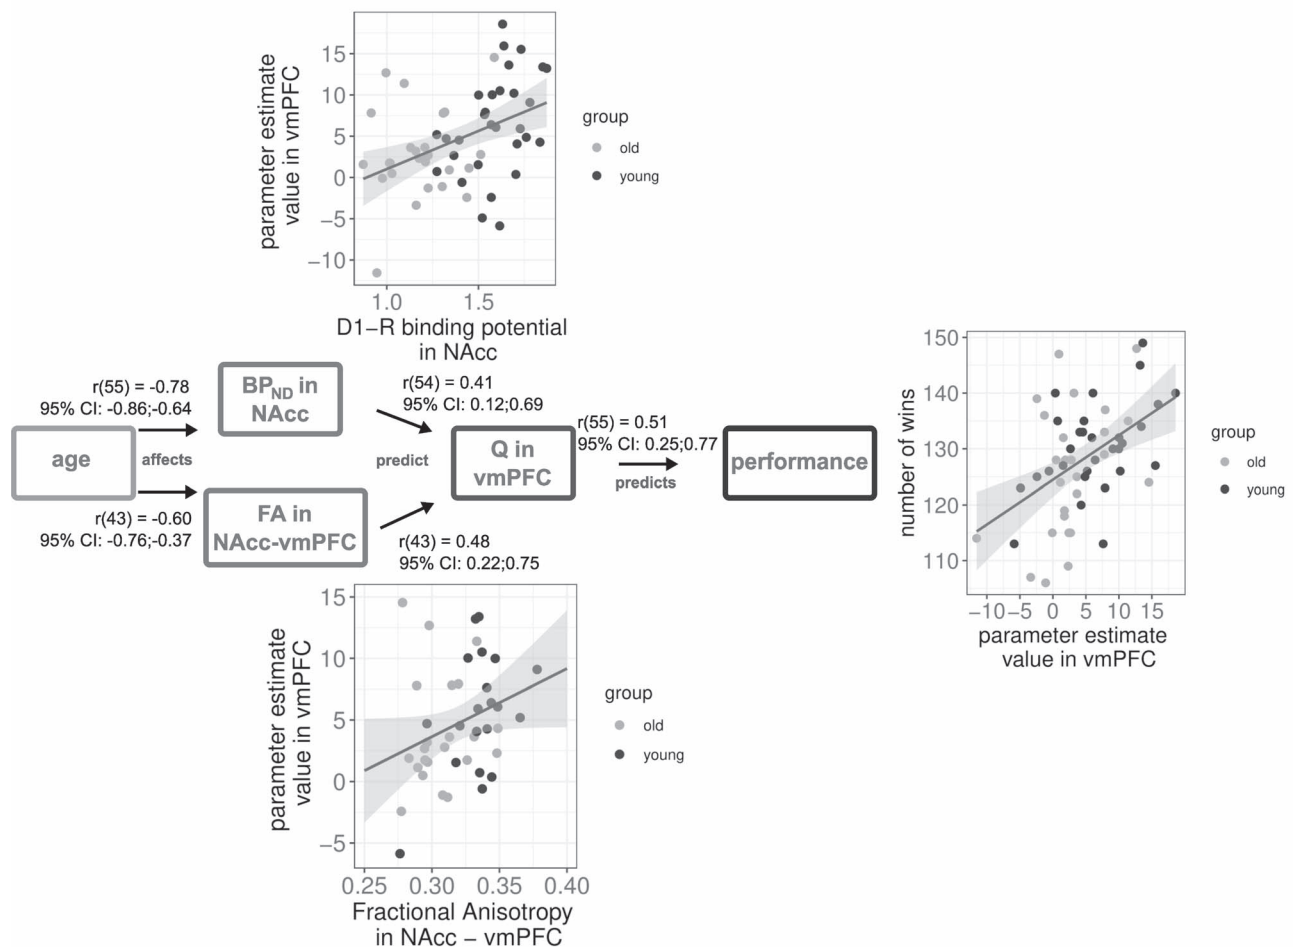 parameter estimate
value in vmPFC
15
10
5
0
−5
−10
1.0 1.5
D1−R binding potential
in NAcc
group
old
young
r(55) = -0.78
95% CI: -0.86;-0.64
age
affects
r(43) = -0.60
95% CI: -0.76;-0.37
BPND in
NAcc
FA in
NAcc-vmPFC
r(54) = 0.41
95% CI: 0.12;0.69
predict
r(43) = 0.48
95% CI: 0.22;0.75
Q in
vmPFC
r(55) = 0.51
95% CI: 0.25;0.77
predicts
performance
number of wins
150
140
130
120
110
−10 −5 0 5 10 15
parameter estimate
value in vmPFC
group
old
young
parameter estimate
value in vmPFC
15
10
5
0
−5
0.25 0.30 0.35 0.40
Fractional Anisotropy
in NAcc − vmPFC
group
old
young